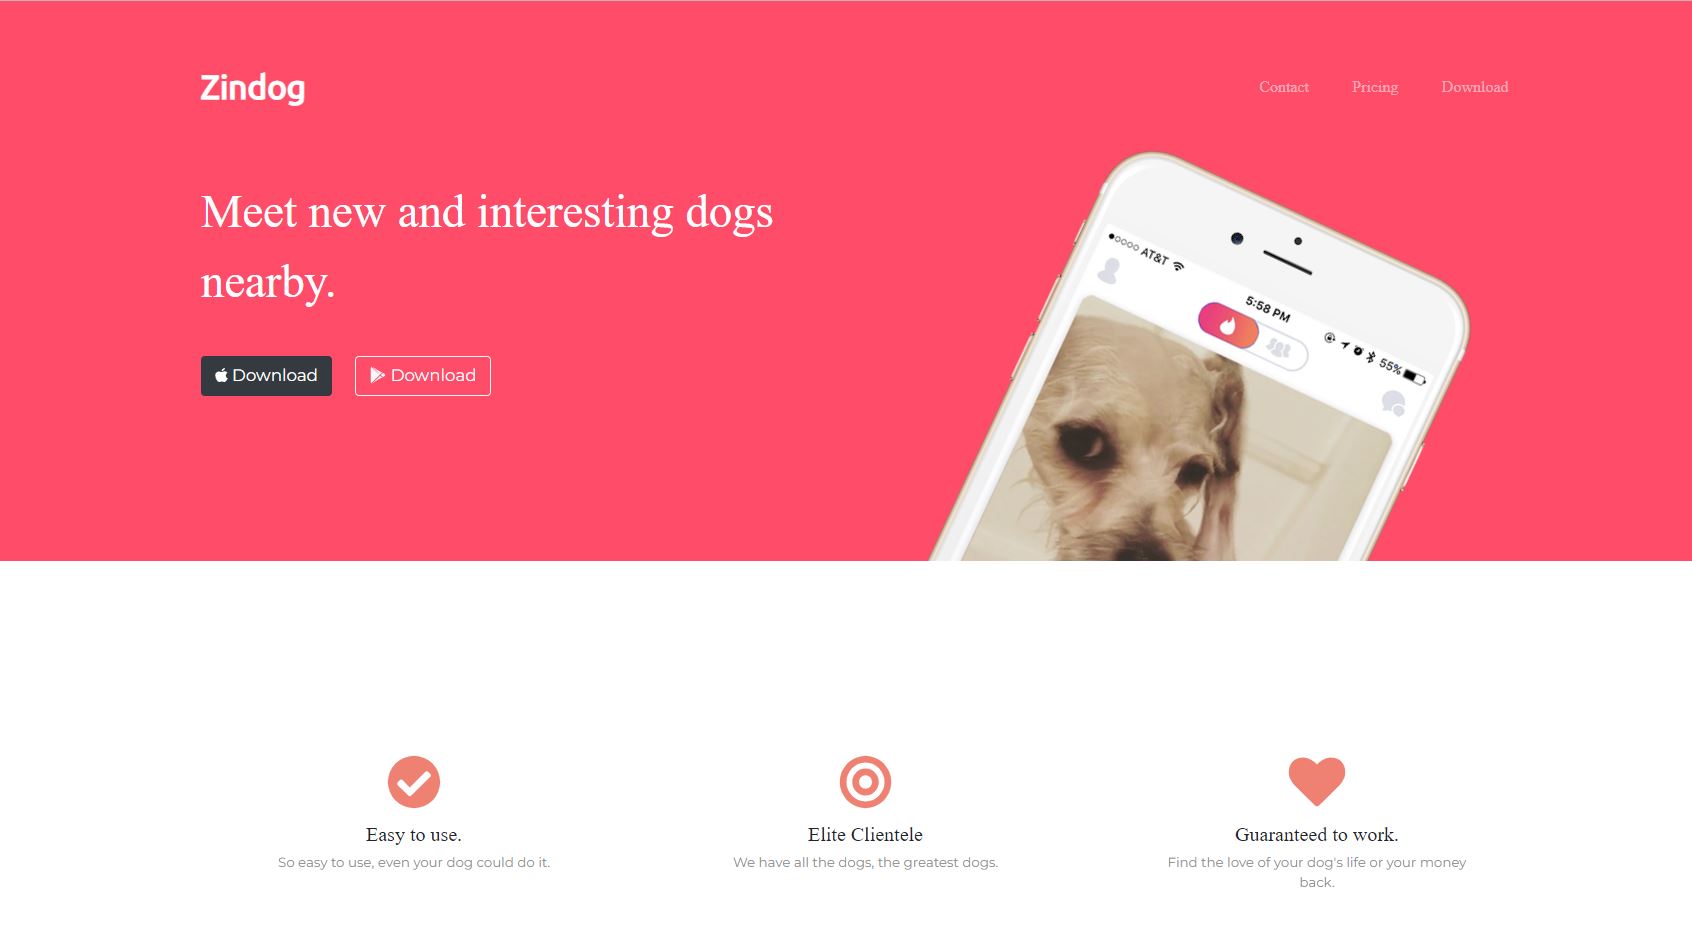 Zindog
Contact Pricing Download
Meet new and interesting dogs
nearby.
Download Download
AT&T
5:58 PM
55%
Easy to use.
So easy to use, even your dog could do it.
Elite Clientele
We have all the dogs, the greatest dogs.
Guaranteed to work.
Find the love of your dog's life or your money
back.